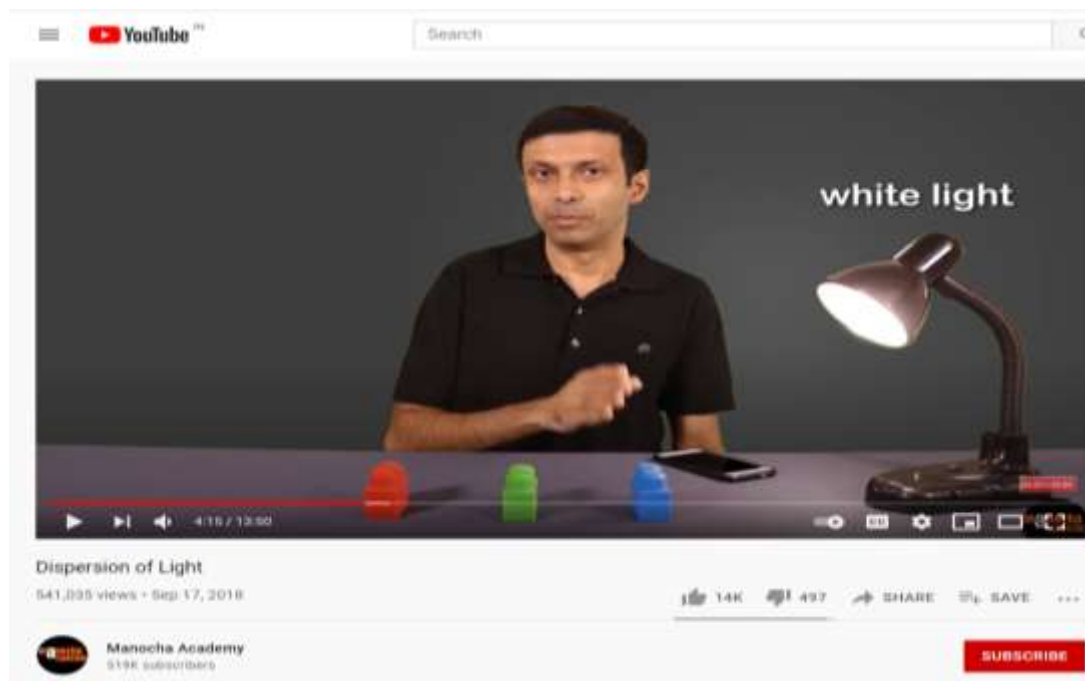 YouTube IN
Search
white light
4:15 / 13:50
Dispersion of Light
541,035 views • Sep 17, 2018
14K 497 SHARE SAVE
Manocha Academy
519K subscribers
SUBSCRIBE